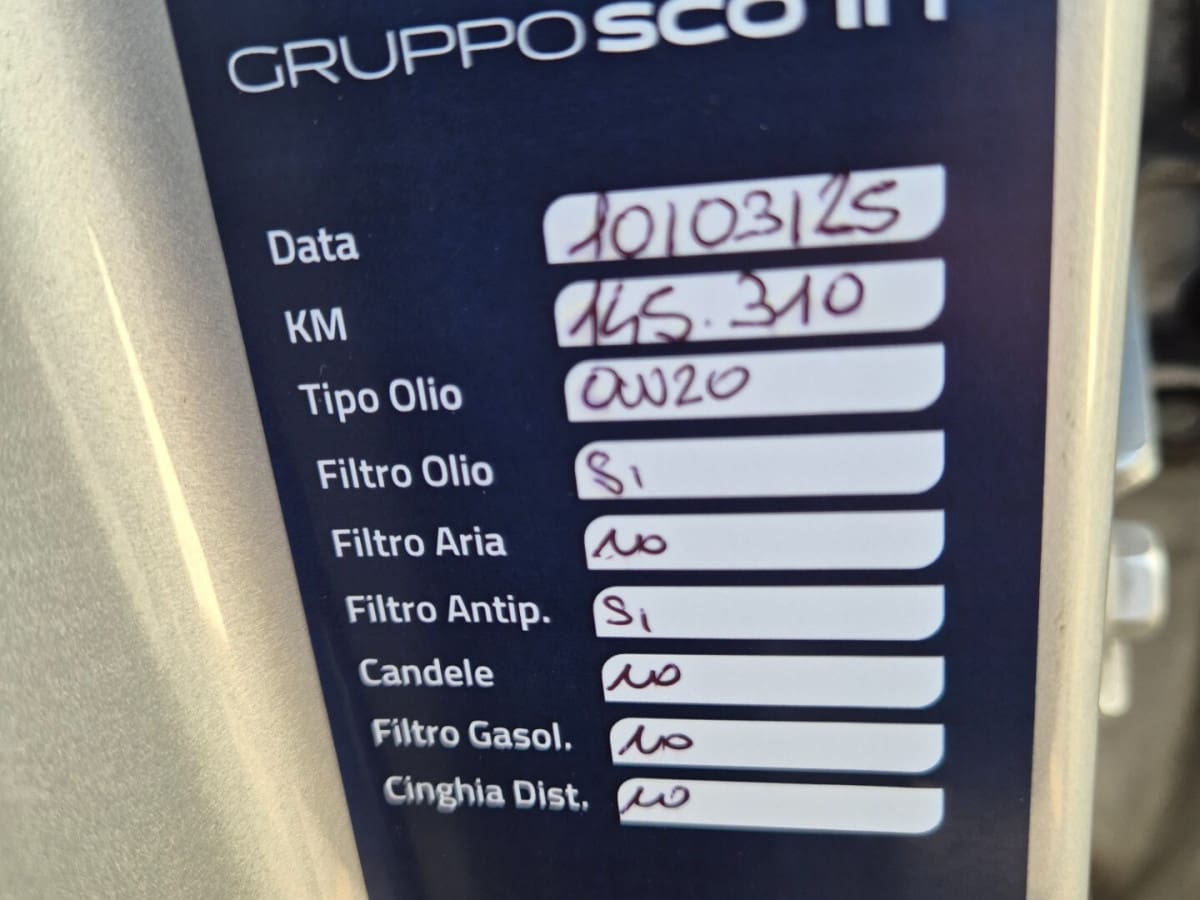 GRUPPO
Data 10/03/25
KM 145.310
Tipo Olio 0W20
Filtro Olio Si
Filtro Aria no
Filtro Antip. Si
Candele no
Filtro Gasol. no
Cinghia Dist. no